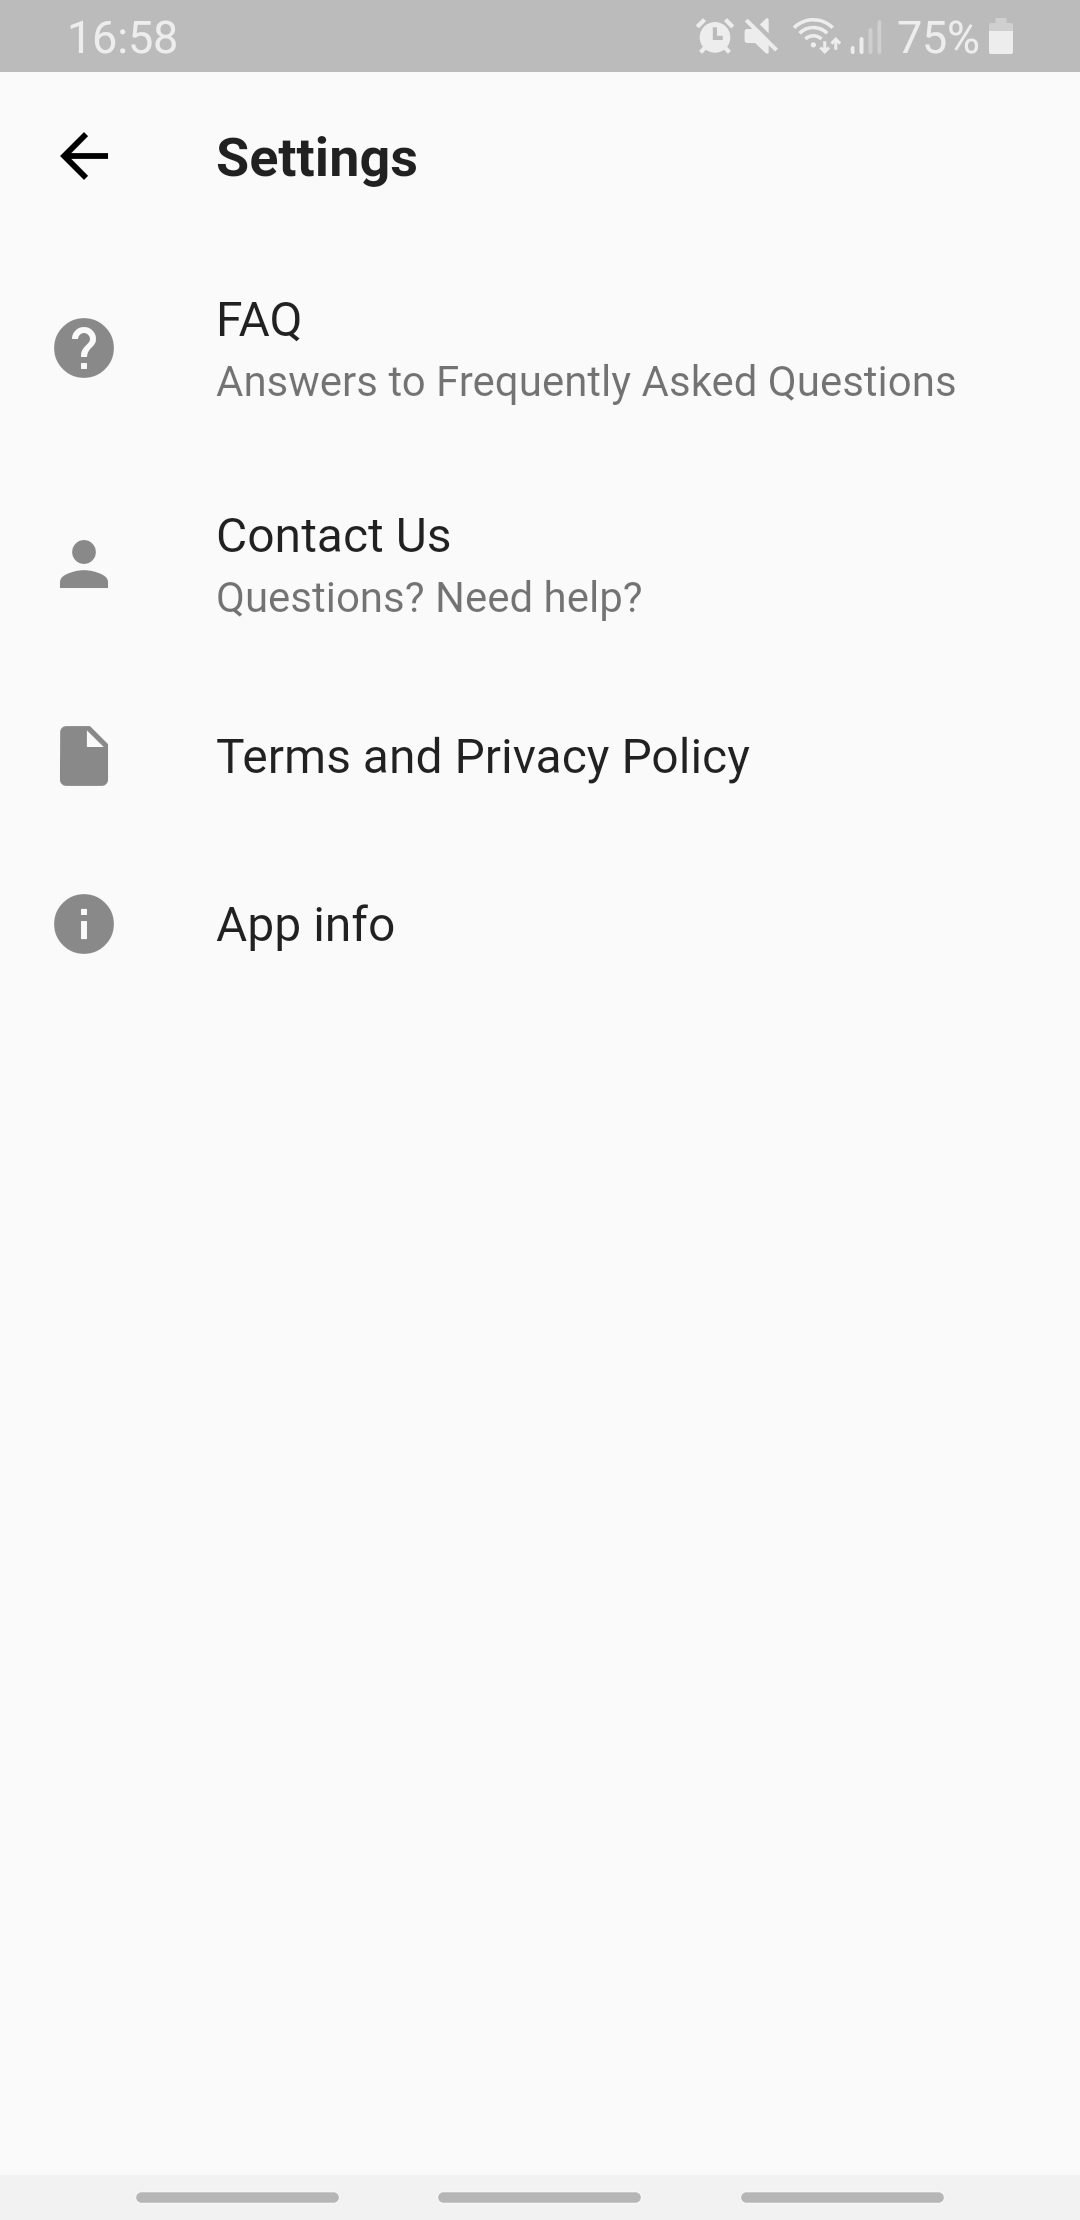 16:58 75%
Settings
FAQ
Answers to Frequently Asked Questions
Contact Us
Questions? Need help?
Terms and Privacy Policy
App info